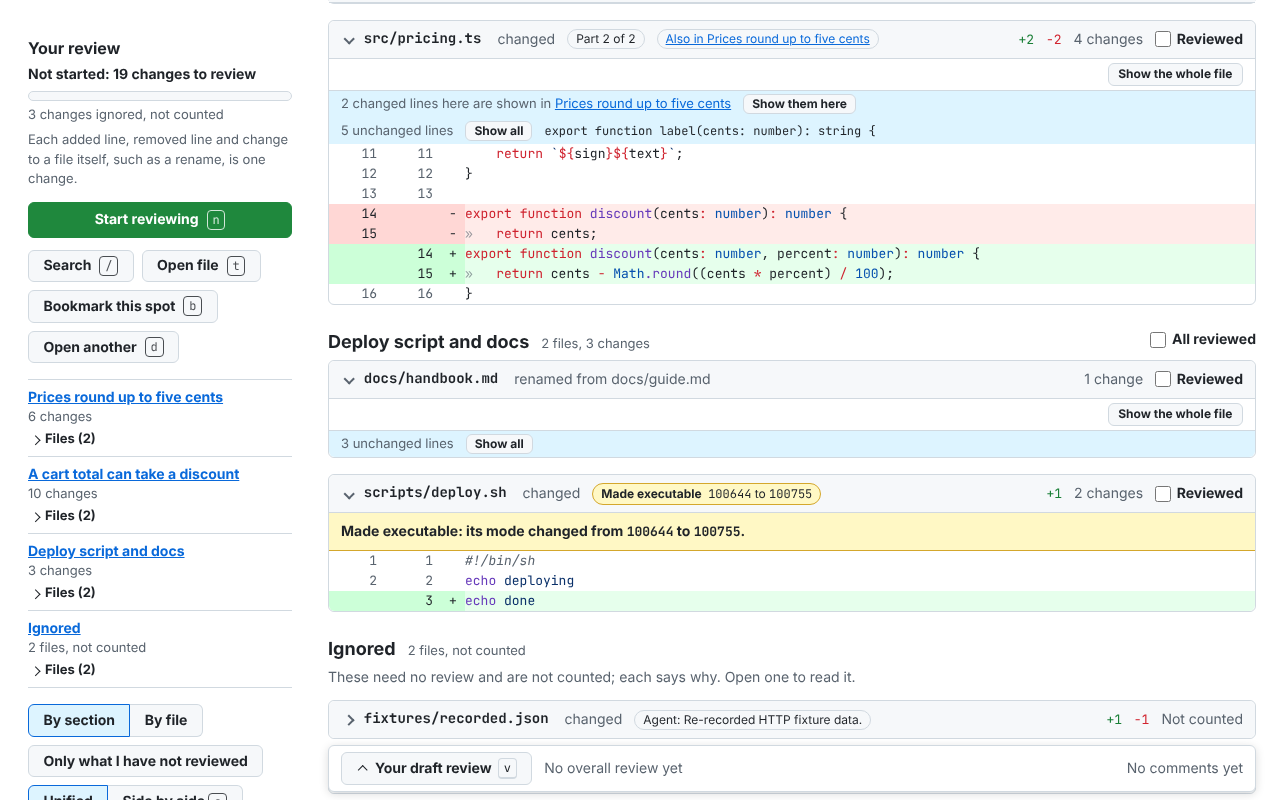 Your review
Not started: 19 changes to review
3 changes ignored, not counted
Each added line, removed line and change
to a file itself, such as a rename, is one
change.
Start reviewing n
Search / Open file t
Bookmark this spot b
Open another d
Prices round up to five cents
6 changes
Files (2)
A cart total can take a discount
10 changes
Files (2)
Deploy script and docs
3 changes
Files (2)
Ignored
2 files, not counted
Files (2)
By section By file
Only what I have not reviewed
Unified Side by side
src/pricing.ts changed Part 2 of 2 Also in Prices round up to five cents +2 -2 4 changes Reviewed
Show the whole file
2 changed lines here are shown in Prices round up to five cents Show them here
5 unchanged lines Show all export function label(cents: number): string {
11 11 return `${sign}${text}`;
12 12 }
13 13
14 - export function discount(cents: number): number {
15 - » return cents;
14 + export function discount(cents: number, percent: number): number {
15 + » return cents - Math.round((cents * percent) / 100);
16 16 }
Deploy script and docs 2 files, 3 changes All reviewed
docs/handbook.md renamed from docs/guide.md 1 change Reviewed
Show the whole file
3 unchanged lines Show all
scripts/deploy.sh changed Made executable 100644 to 100755 +1 2 changes Reviewed
Made executable: its mode changed from 100644 to 100755.
1 1 #!/bin/sh
2 2 echo deploying
3 + echo done
Ignored 2 files, not counted
These need no review and are not counted; each says why. Open one to read it.
fixtures/recorded.json changed Agent: Re-recorded HTTP fixture data. +1 -1 Not counted
Your draft review v No overall review yet No comments yet